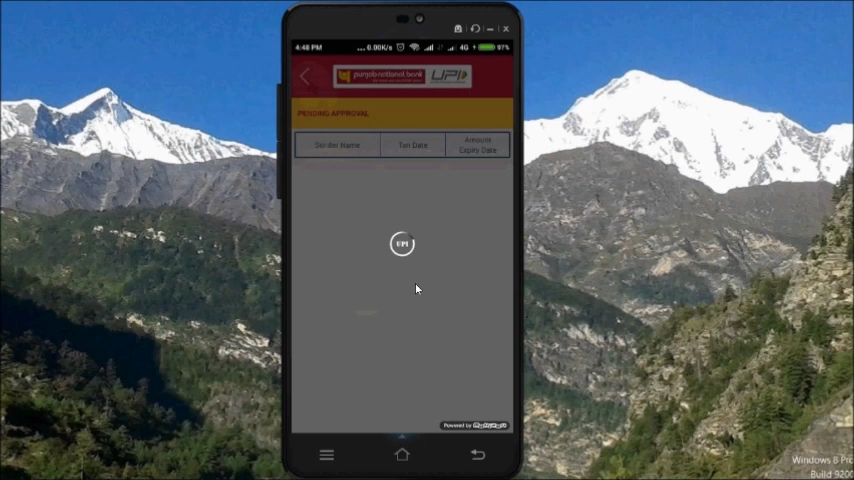 4:48 PM
... 0.00K/s 4G 97%
punjab national bank UPI
PENDING APPROVAL
Sender Name Txn Date Amount
Expiry Date
UPI
Powered by
Windows 8 Pro
Build 9200